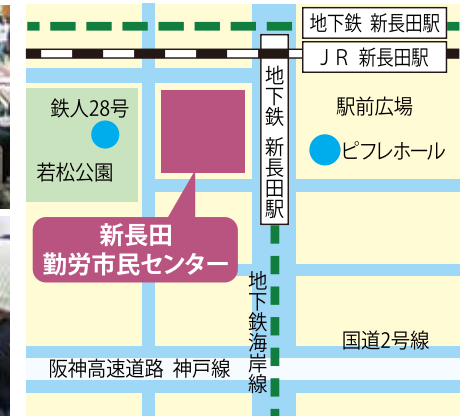 地下鉄 新長田駅
ＪＲ 新長田駅
地下鉄 新長田駅
鉄人28号
駅前広場
ピフレホール
若松公園
新長田
勤労市民センター
地下鉄海岸線
国道2号線
阪神高速道路 神戸線